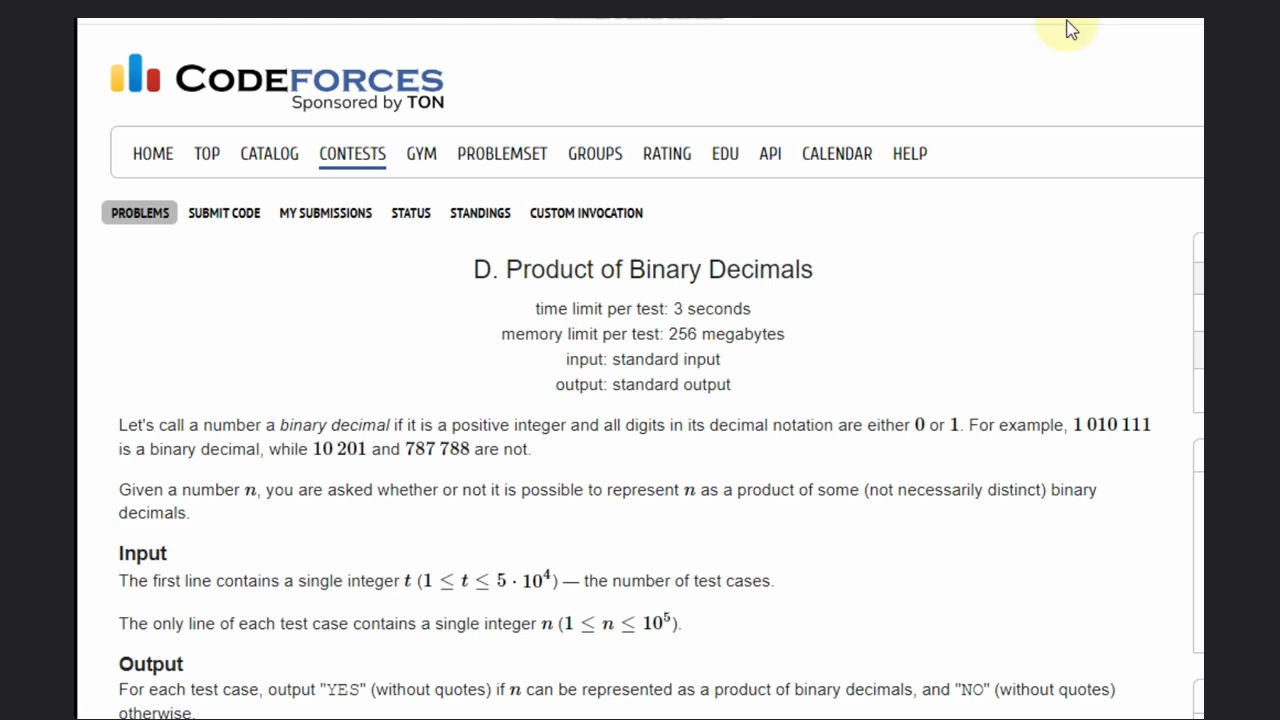 CODEFORCES
Sponsored by TON
HOME TOP CATALOG CONTESTS GYM PROBLEMSET GROUPS RATING EDU API CALENDAR HELP
PROBLEMS SUBMIT CODE MY SUBMISSIONS STATUS STANDINGS CUSTOM INVOCATION
D. Product of Binary Decimals
time limit per test: 3 seconds
memory limit per test: 256 megabytes
input: standard input
output: standard output
Let's call a number a binary decimal if it is a positive integer and all digits in its decimal notation are either 0 or 1. For example, 1 010 111
is a binary decimal, while 10 201 and 787 788 are not.
Given a number n, you are asked whether or not it is possible to represent n as a product of some (not necessarily distinct) binary
decimals.
Input
The first line contains a single integer t (1 ≤ t ≤ 5 · 10⁴) — the number of test cases.
The only line of each test case contains a single integer n (1 ≤ n ≤ 10⁵).
Output
For each test case, output "YES" (without quotes) if n can be represented as a product of binary decimals, and "NO" (without quotes)
otherwise.